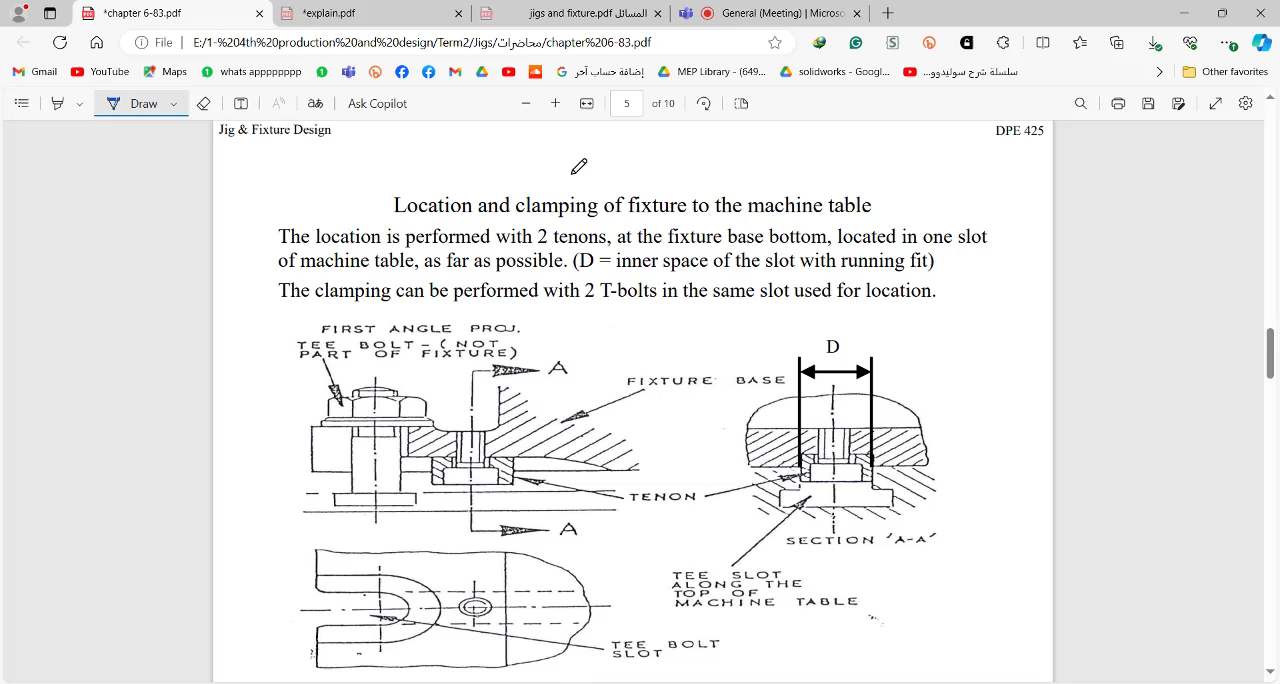 *chapter 6-83.pdf
*explain.pdf
jigs and fixture.pdf المسائل
General (Meeting) | Microso
File
E:/1-%204th%20production%20and%20design/Term2/Jigs/محاضرات/chapter%206-83.pdf
Gmail
YouTube
Maps
whats appppppppp
إضافة حساب آخر
MEP Library - (649...
solidworks - Googl...
سلسلة شرح سوليدوو...
Other favorites
Draw
Ask Copilot
5
of 10
Jig & Fixture Design
DPE 425
Location and clamping of fixture to the machine table
The location is performed with 2 tenons, at the fixture base bottom, located in one slot
of machine table, as far as possible. (D = inner space of the slot with running fit)
The clamping can be performed with 2 T-bolts in the same slot used for location.
FIRST ANGLE PROJ.
TEE BOLT-(NOT
PART OF FIXTURE)
A
FIXTURE BASE
D
TENON
A
SECTION 'A-A'
TEE SLOT
ALONG THE
TOP OF
MACHINE TABLE
TEE BOLT
SLOT